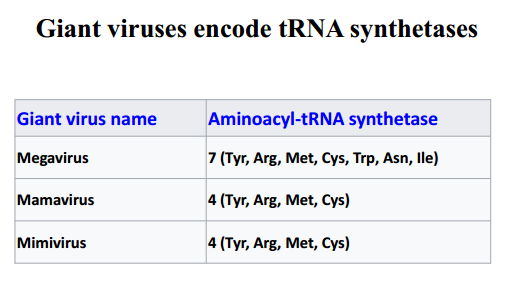 Giant viruses encode tRNA synthetases
Giant virus name Aminoacyl-tRNA synthetase
Megavirus 7 (Tyr, Arg, Met, Cys, Trp, Asn, Ile)
Mamavirus 4 (Tyr, Arg, Met, Cys)
Mimivirus 4 (Tyr, Arg, Met, Cys)